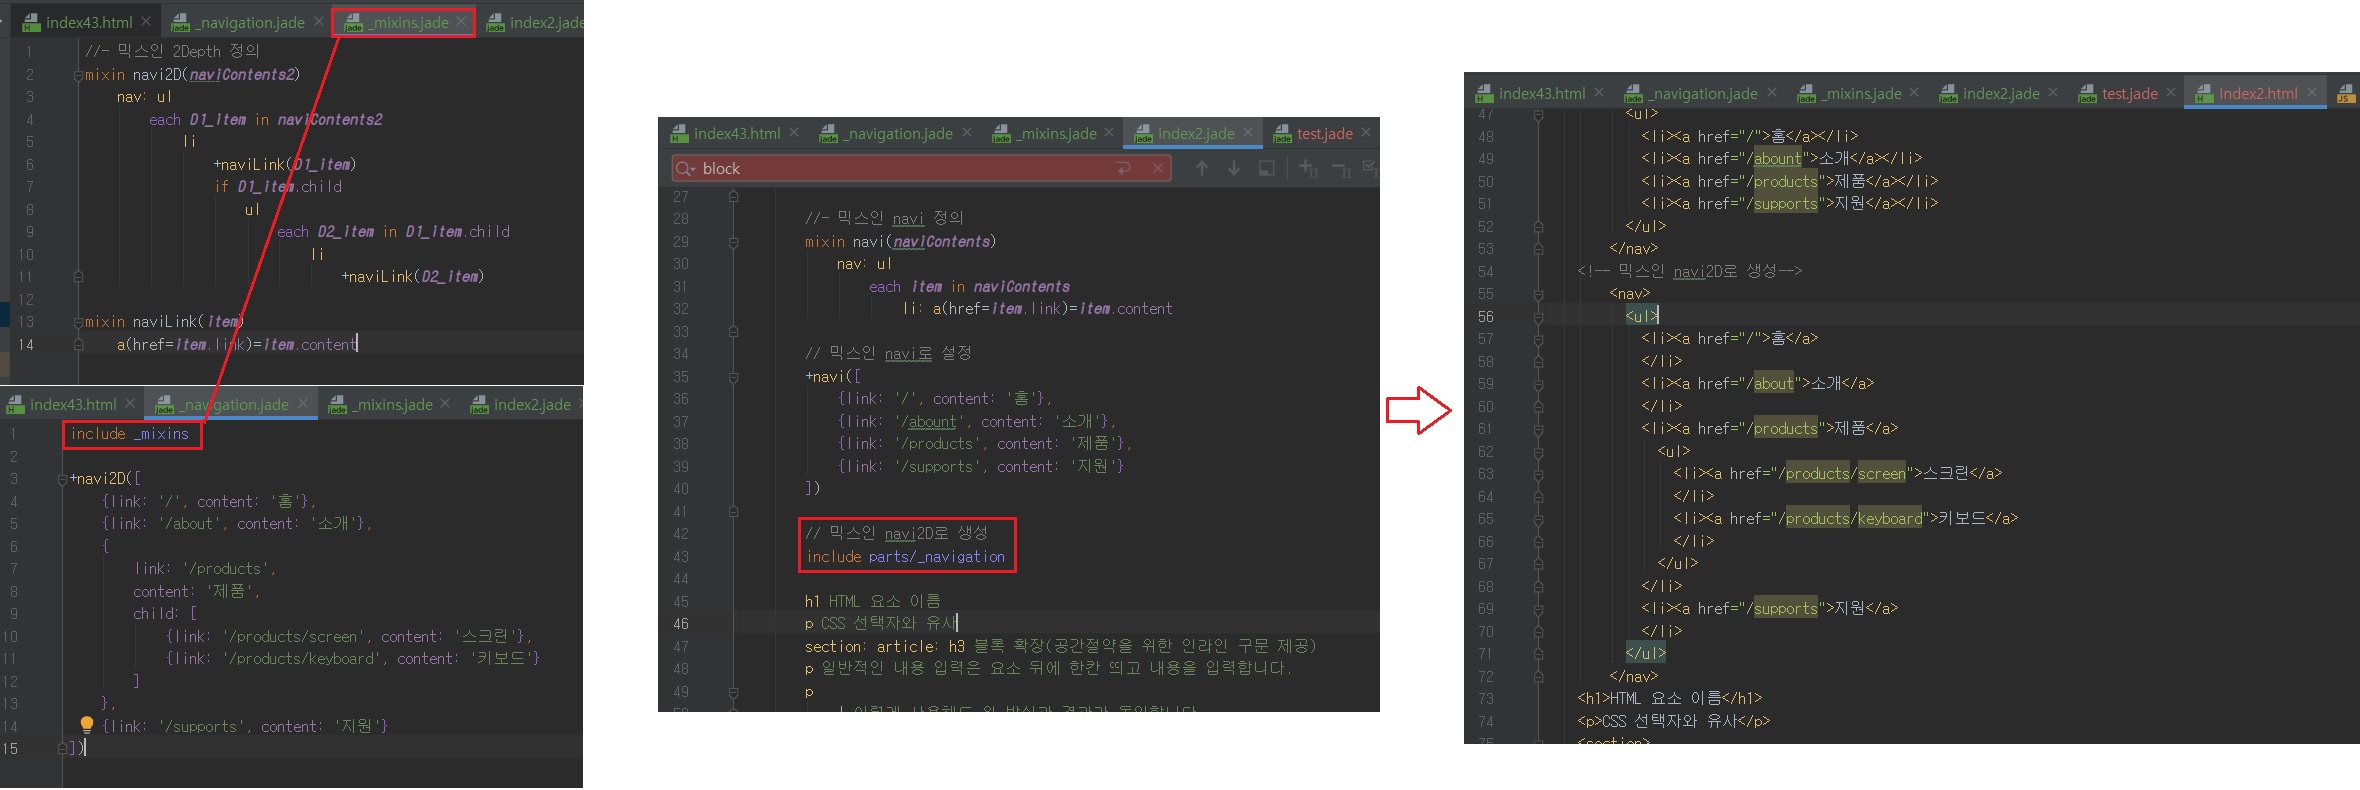 index43.html _navigation.jade _mixins.jade index2.jade
1 //- 믹스인 2Depth 정의
2 mixin navi2D(naviContents2)
3 nav: ul
4 each D1_item in naviContents2
5 li
6 +naviLink(D1_item)
7 if D1_item.child
8 ul
9 each D2_item in D1_item.child
10 li
11 +naviLink(D2_item)
12
13 mixin naviLink(item)
14 a(href=item.link)=item.content
index43.html _navigation.jade _mixins.jade index2.jade
1 include _mixins
2
3 +navi2D([
4 {link: '/', content: '홈'},
5 {link: '/about', content: '소개'},
6 {
7 link: '/products',
8 content: '제품',
9 child: [
10 {link: '/products/screen', content: '스크린'},
11 {link: '/products/keyboard', content: '키보드'}
12 ]
13 },
14 {link: '/supports', content: '지원'}
15 ])
index43.html _navigation.jade _mixins.jade index2.jade test.jade
block
27
28 //- 믹스인 navi 정의
29 mixin navi(naviContents)
30 nav: ul
31 each item in naviContents
32 li: a(href=item.link)=item.content
33
34 // 믹스인 navi로 설정
35 +navi([
36 {link: '/', content: '홈'},
37 {link: '/abount', content: '소개'},
38 {link: '/products', content: '제품'},
39 {link: '/supports', content: '지원'}
40 ])
41
42 // 믹스인 navi2D로 생성
43 include parts/_navigation
44
45 h1 HTML 요소 이름
46 p CSS 선택자와 유사
47 section: article: h3 블록 확장(공간절약을 위한 인라인 구문 제공)
48 p 일반적인 내용 입력은 요소 뒤에 한칸 띄고 내용을 입력합니다.
49 p
index43.html _navigation.jade _mixins.jade index2.jade test.jade index2.html
47 <ul>
48 <li><a href="/">홈</a></li>
49 <li><a href="/abount">소개</a></li>
50 <li><a href="/products">제품</a></li>
51 <li><a href="/supports">지원</a></li>
52 </ul>
53 </nav>
54 <!-- 믹스인 navi2D로 생성-->
55 <nav>
56 <ul>
57 <li><a href="/">홈</a>
58 </li>
59 <li><a href="/about">소개</a>
60 </li>
61 <li><a href="/products">제품</a>
62 <ul>
63 <li><a href="/products/screen">스크린</a>
64 </li>
65 <li><a href="/products/keyboard">키보드</a>
66 </li>
67 </ul>
68 </li>
69 <li><a href="/supports">지원</a>
70 </li>
71 </ul>
72 </nav>
73 <h1>HTML 요소 이름</h1>
74 <p>CSS 선택자와 유사</p>
75 <section>